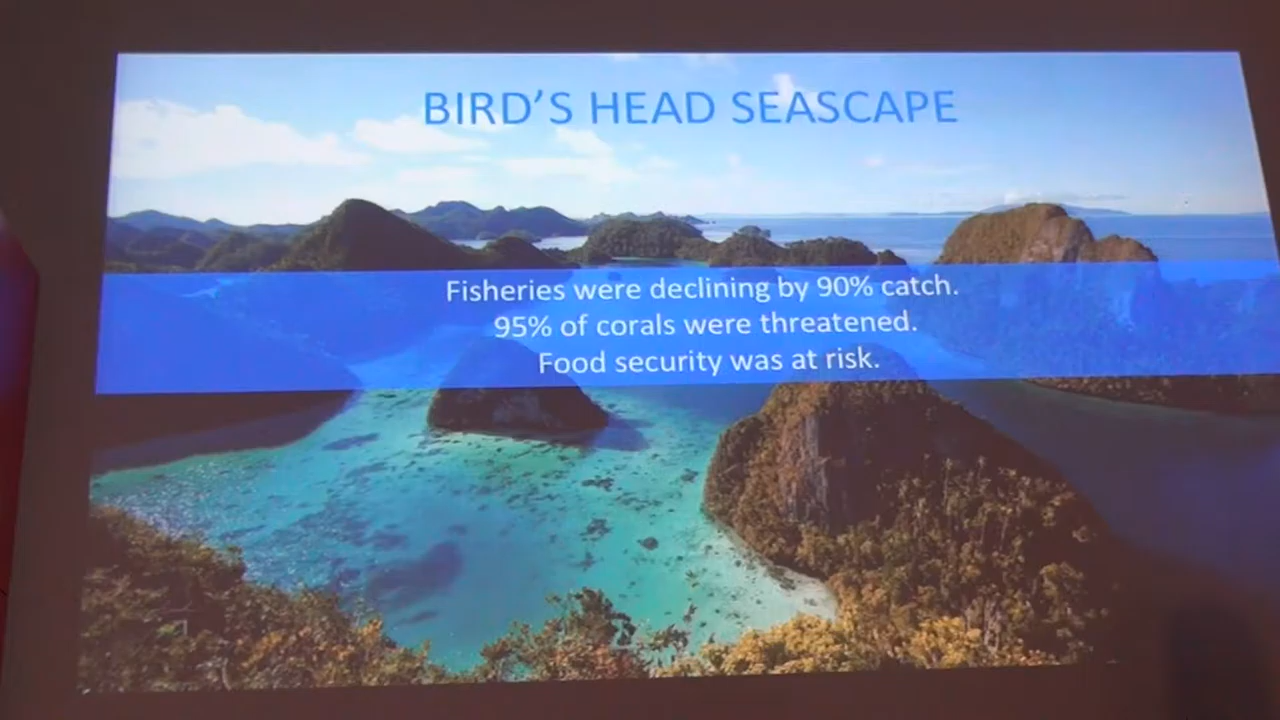 BIRD'S HEAD SEASCAPE
Fisheries were declining by 90% catch.
95% of corals were threatened.
Food security was at risk.